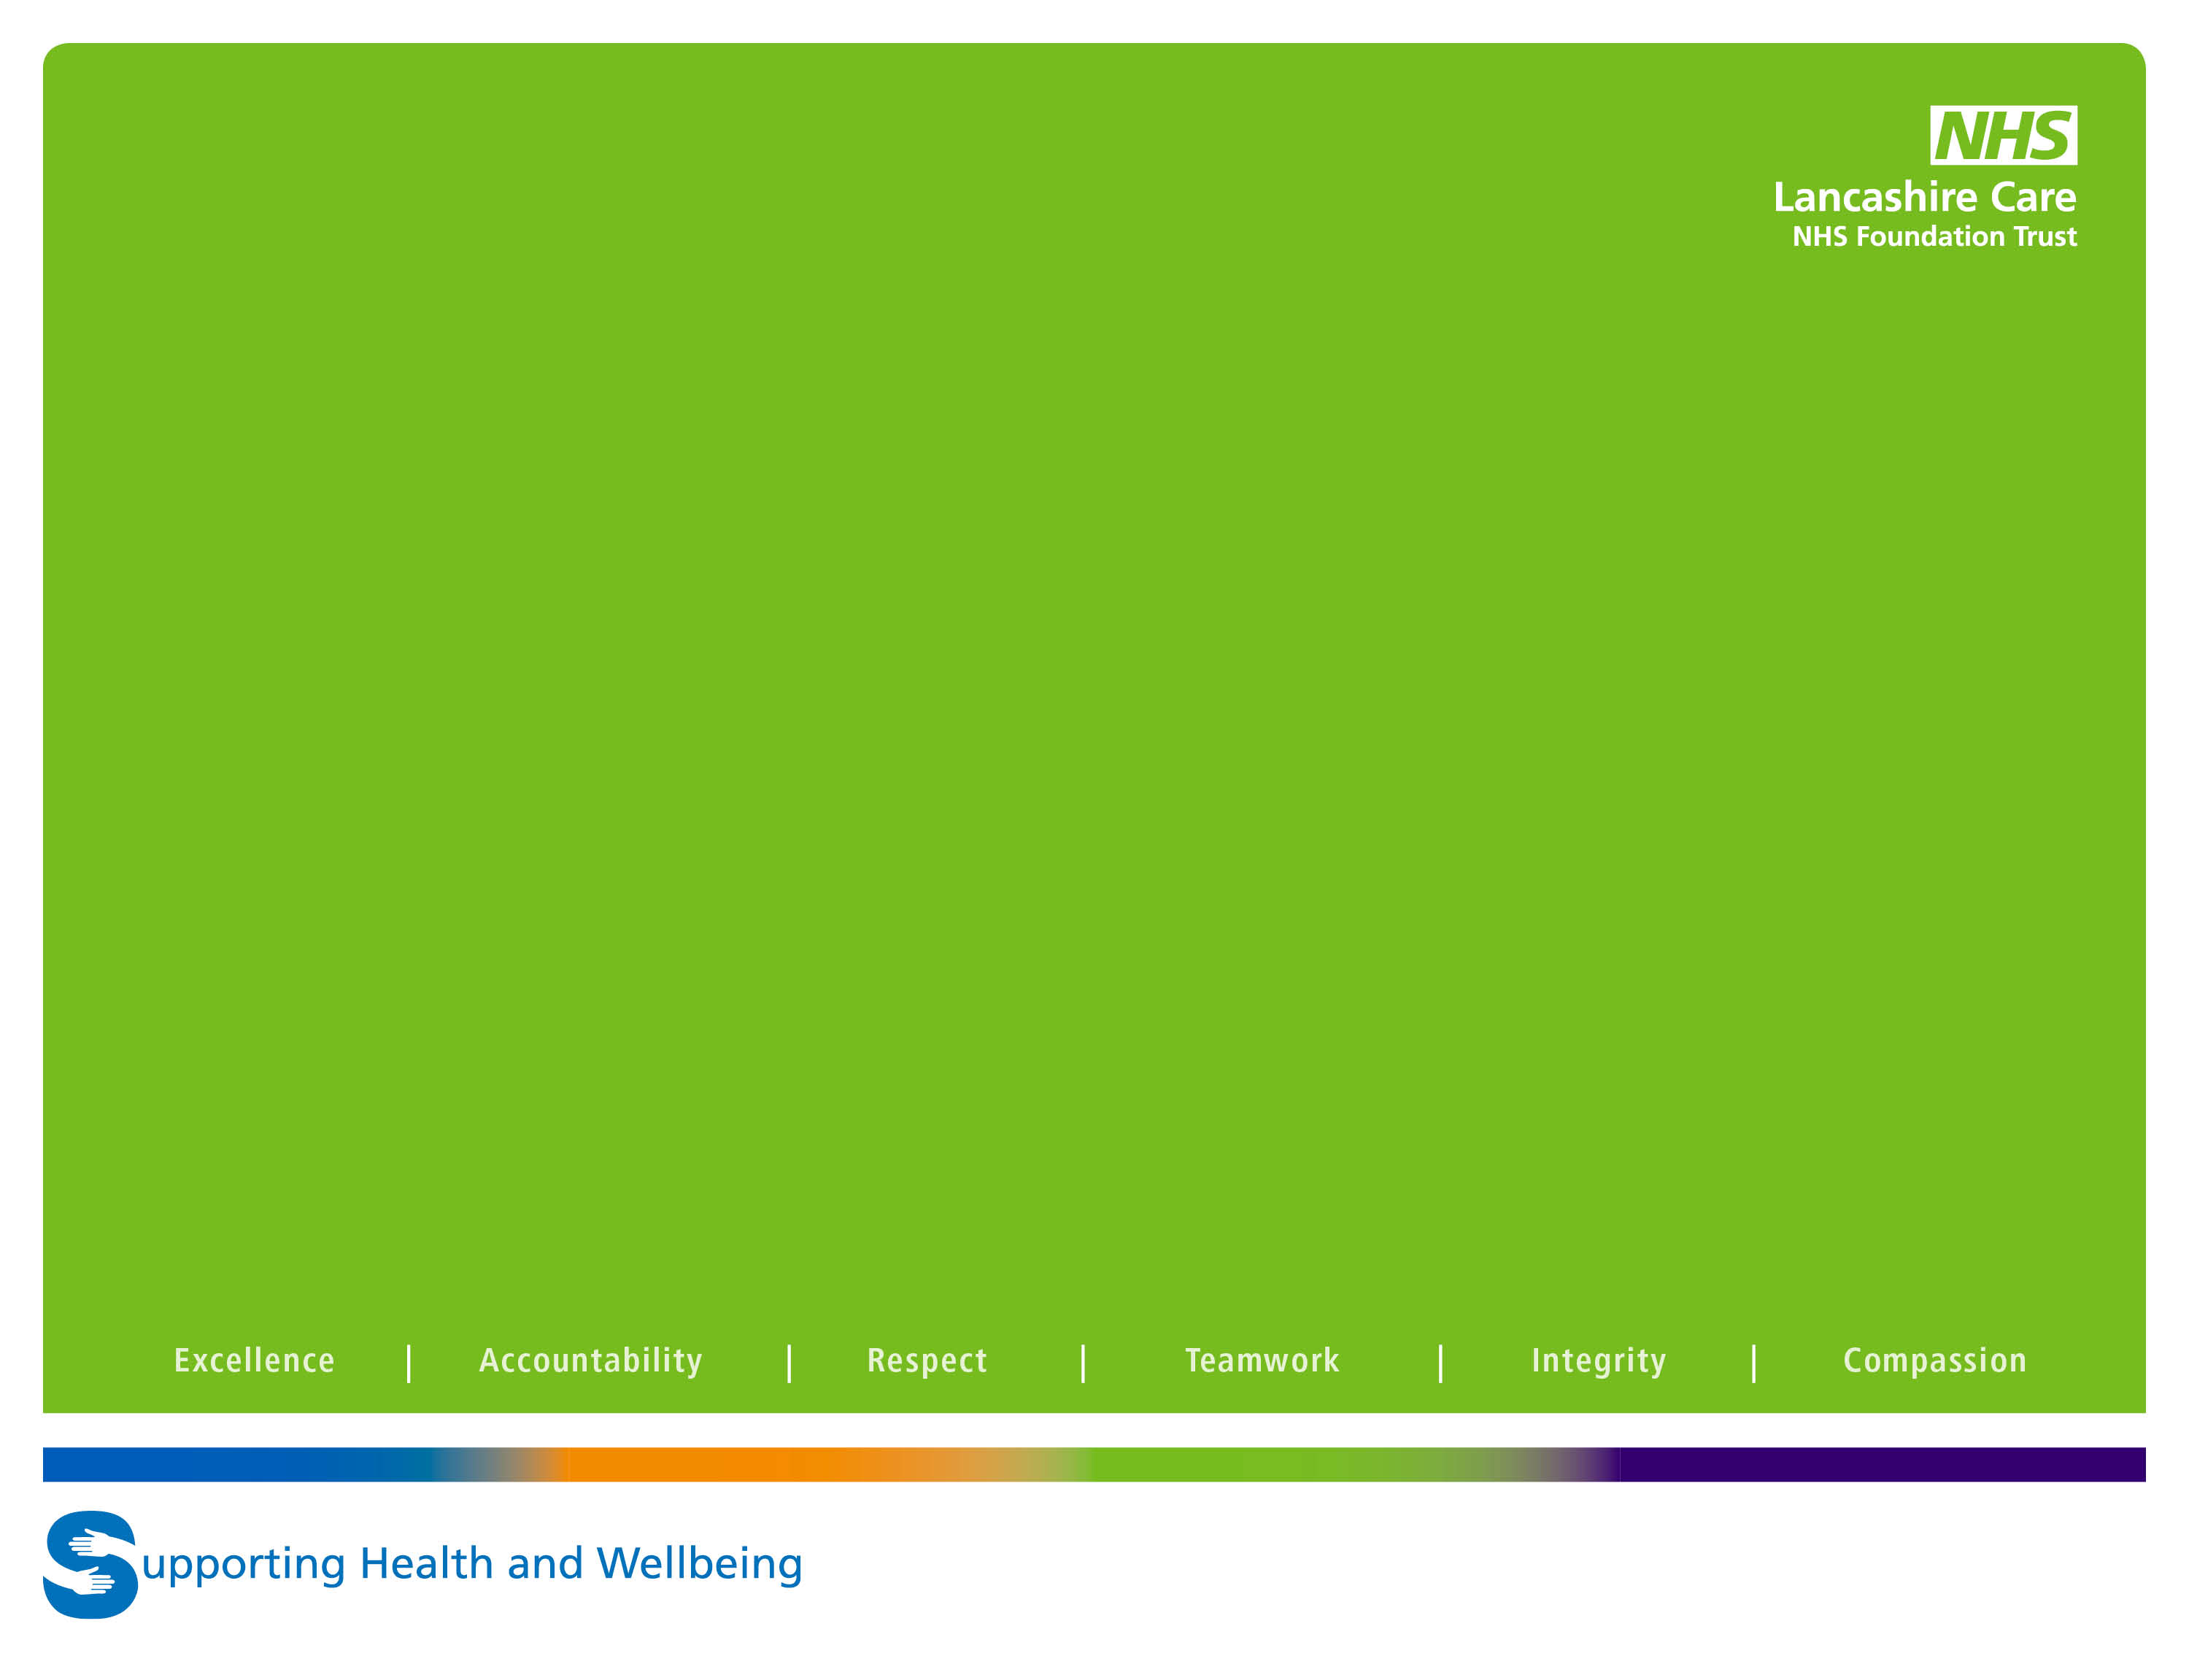 NHS
Lancashire Care
NHS Foundation Trust
Excellence | Accountability | Respect | Teamwork | Integrity | Compassion
Supporting Health and Wellbeing